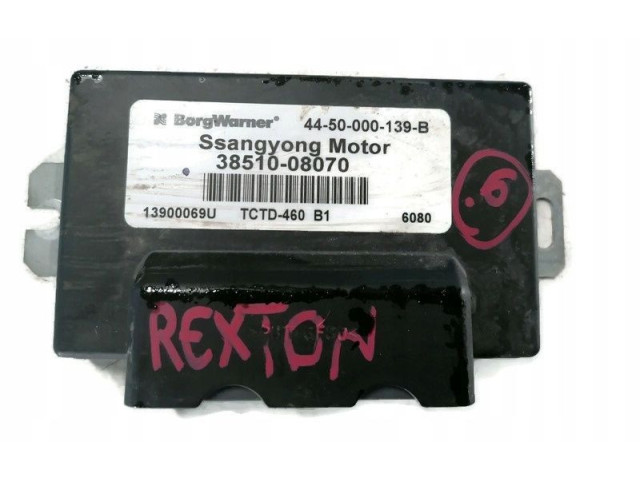 BorgWarner 44-50-000-139-B
Ssangyong Motor
38510-08070
13900069U TCTD-460 B1 6080
.6
REXTON